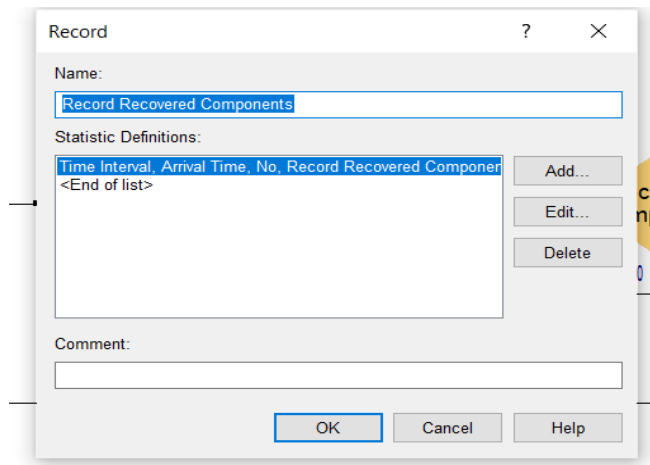 Record
?
Name:
Record Recovered Components
Statistic Definitions:
Time Interval, Arrival Time, No, Record Recovered Componer
<End of list>
Add...
Edit...
Delete
Comment:
OK
Cancel
Help